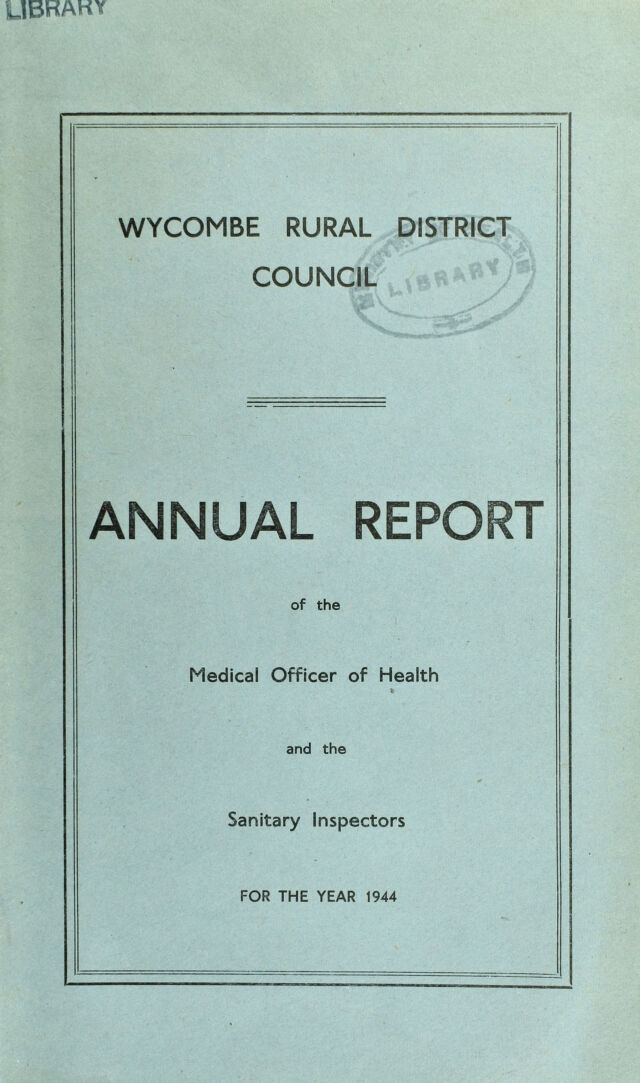 LIBRARY
WYCOMBE RURAL DISTRICT
COUNCIL
LIBRARY
ANNUAL REPORT
of the
Medical Officer of Health
and the
Sanitary Inspectors
FOR THE YEAR 1944